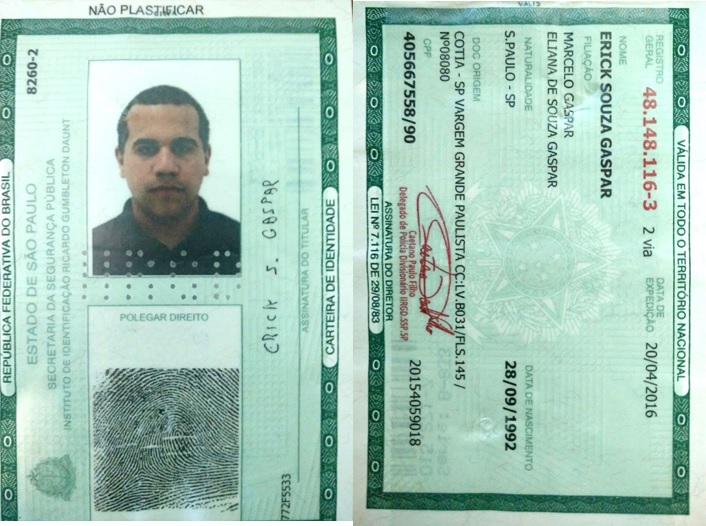 NÃO PLASTIFICAR
8260-2
REPÚBLICA FEDERATIVA DO BRASIL
ESTADO DE SÃO PAULO
SECRETARIA DA SEGURANÇA PÚBLICA
INSTITUTO DE IDENTIFICAÇÃO RICARDO GUMBLETON DAUNT
POLEGAR DIREITO
ERICK S. GASPAR
ASSINATURA DO TITULAR
CARTEIRA DE IDENTIDADE
772F5533
VÁLIDA EM TODO O TERRITÓRIO NACIONAL
REGISTRO GERAL 48.148.116-3 2 via DATA DE EXPEDIÇÃO 20/04/2016
NOME
ERICK SOUZA GASPAR
FILIAÇÃO
MARCELO GASPAR
ELIANA DE SOUZA GASPAR
NATURALIDADE DATA DE NASCIMENTO
S.PAULO - SP 28/09/1992
DOC ORIGEM
COTIA - SP VARGEM GRANDE PAULISTA CC:LV.B031/FLS.145 /
Nº08080
CPF
405667558/90 20154059018
Caetano Paulo Filho
Delegado de Polícia Divisionário IIRGD.SSP.SP
ASSINATURA DO DIRETOR
LEI Nº 7.116 DE 29/08/83